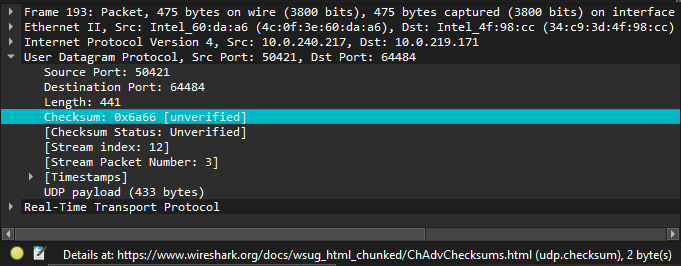 Frame 193: Packet, 475 bytes on wire (3800 bits), 475 bytes captured (3800 bits) on interface
Ethernet II, Src: Intel_60:da:a6 (4c:0f:3e:60:da:a6), Dst: Intel_4f:98:cc (34:c9:3d:4f:98:cc)
Internet Protocol Version 4, Src: 10.0.240.217, Dst: 10.0.219.171
User Datagram Protocol, Src Port: 50421, Dst Port: 64484
Source Port: 50421
Destination Port: 64484
Length: 441
Checksum: 0x6a66 [unverified]
[Checksum Status: Unverified]
[Stream index: 12]
[Stream Packet Number: 3]
[Timestamps]
UDP payload (433 bytes)
Real-Time Transport Protocol
Details at: https://www.wireshark.org/docs/wsug_html_chunked/ChAdvChecksums.html (udp.checksum), 2 byte(s)